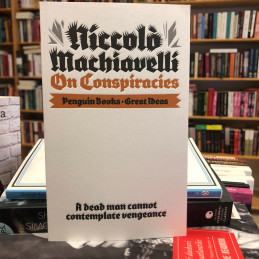 Niccolò
Machiavelli
On Conspiracies
Penguin Books • Great Ideas
A dead man cannot
contemplate vengeance